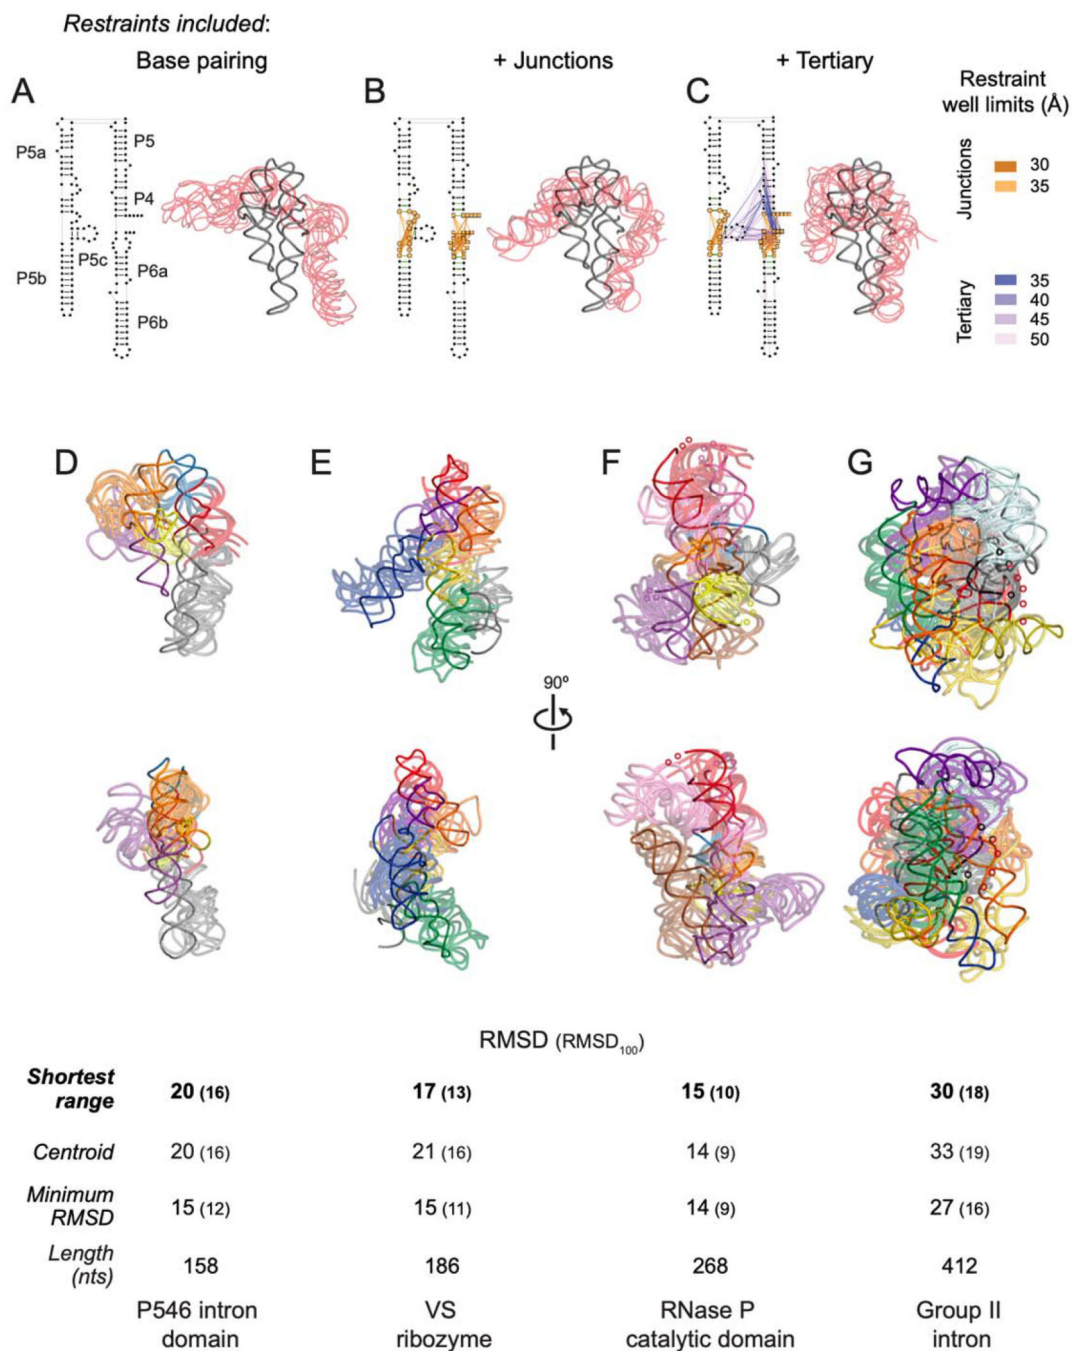 Restraints included:
Base pairing
+ Junctions
+ Tertiary
Restraint
well limits (Å)
A
B
C
P5a
P5
P4
P5c
P5b
P6a
P6b
Junctions
30
35
Tertiary
35
40
45
50
D
E
F
G
90º
RMSD (RMSD100)
Shortest range 20 (16) 17 (13) 15 (10) 30 (18)
Centroid 20 (16) 21 (16) 14 (9) 33 (19)
Minimum RMSD 15 (12) 15 (11) 14 (9) 27 (16)
Length (nts) 158 186 268 412
P546 intron domain
VS ribozyme
RNase P catalytic domain
Group II intron